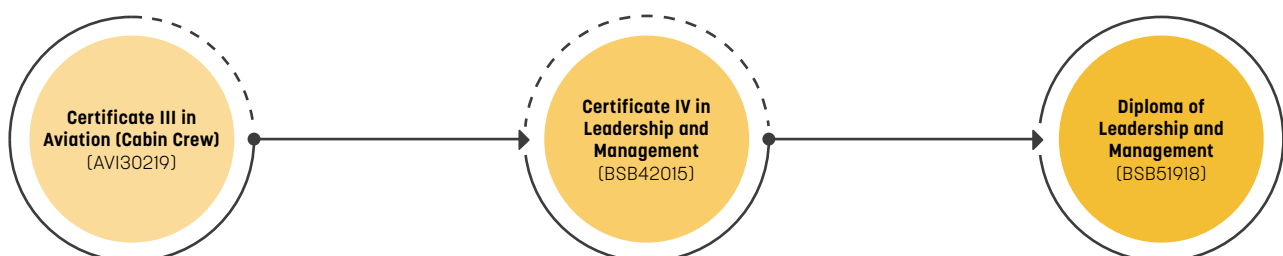 Certificate III in
Aviation (Cabin Crew)
(AVI30219)
Certificate IV in
Leadership and
Management
(BSB42015)
Diploma of
Leadership and
Management
(BSB51918)